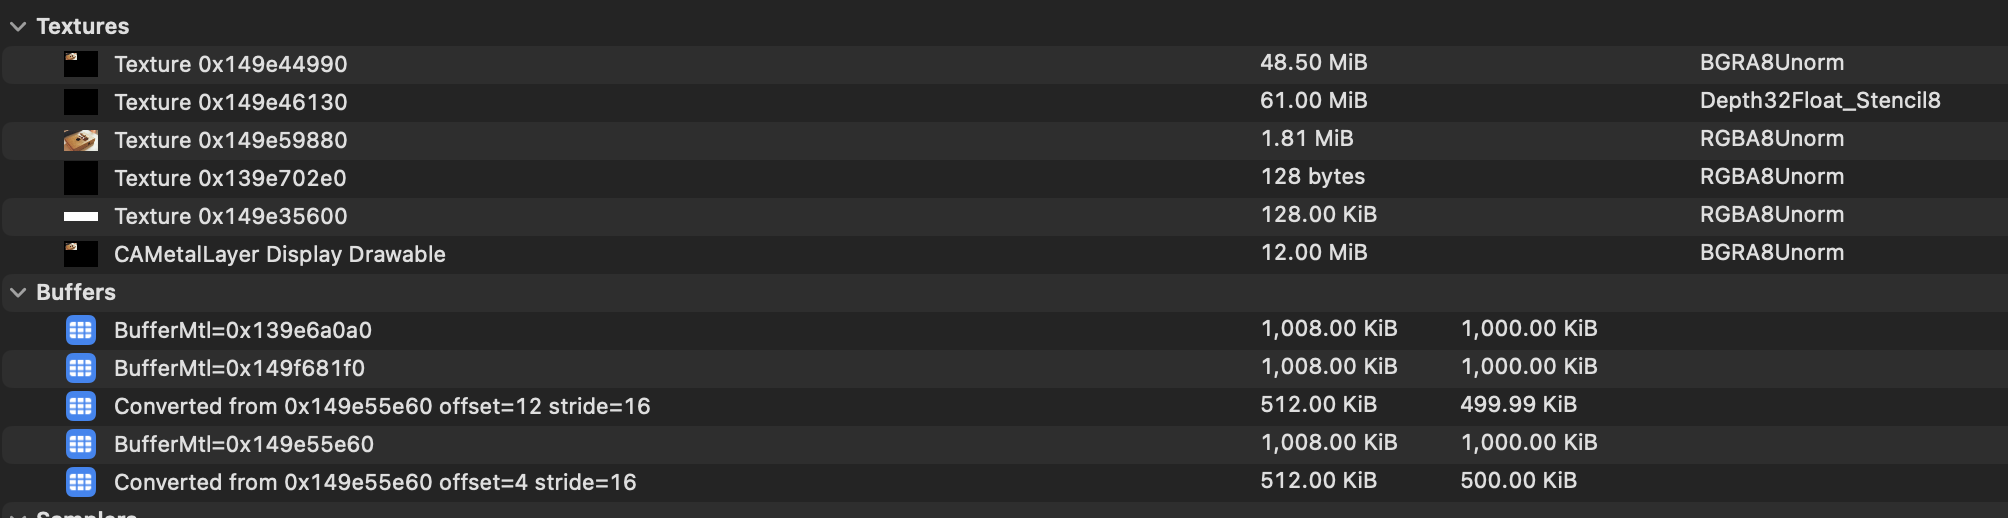 Textures
Texture 0x149e44990 48.50 MiB BGRA8Unorm
Texture 0x149e46130 61.00 MiB Depth32Float_Stencil8
Texture 0x149e59880 1.81 MiB RGBA8Unorm
Texture 0x139e702e0 128 bytes RGBA8Unorm
Texture 0x149e35600 128.00 KiB RGBA8Unorm
CAMetalLayer Display Drawable 12.00 MiB BGRA8Unorm
Buffers
BufferMtl=0x139e6a0a0 1,008.00 KiB 1,000.00 KiB
BufferMtl=0x149f681f0 1,008.00 KiB 1,000.00 KiB
Converted from 0x149e55e60 offset=12 stride=16 512.00 KiB 499.99 KiB
BufferMtl=0x149e55e60 1,008.00 KiB 1,000.00 KiB
Converted from 0x149e55e60 offset=4 stride=16 512.00 KiB 500.00 KiB
Samplers